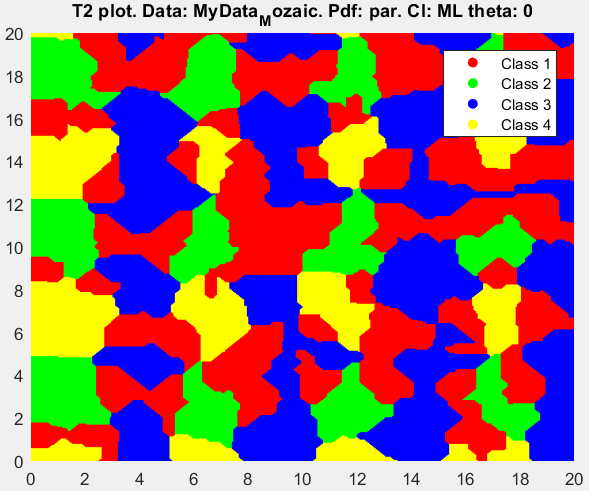 T2 plot. Data: MyData_Mozaic. Pdf: par. Cl: ML theta: 0
20
18
16
14
12
10
8
6
4
2
0
Class 1
Class 2
Class 3
Class 4
0 2 4 6 8 10 12 14 16 18 20